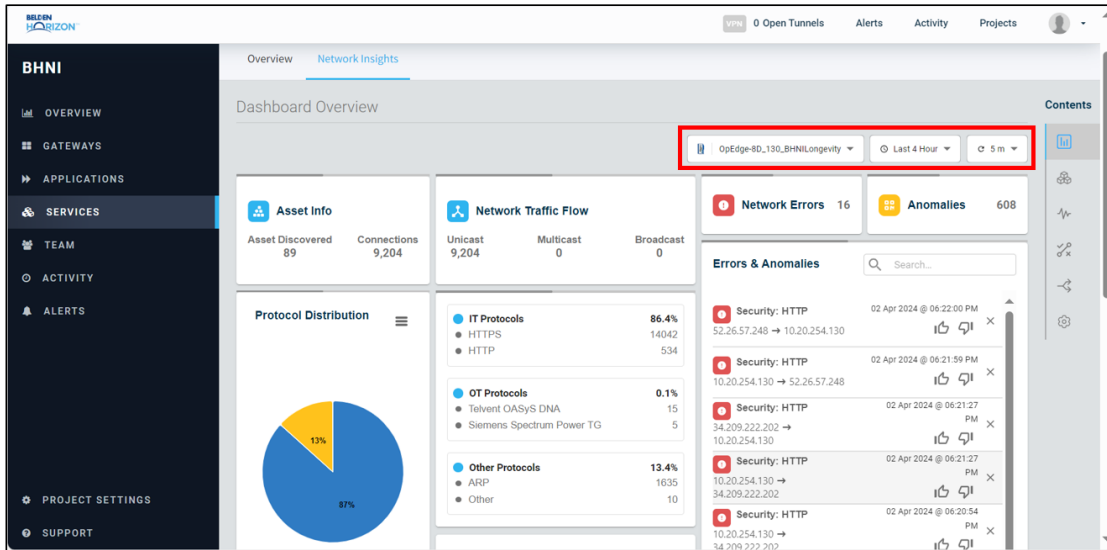 BELDEN
HORIZON
VPN 0 Open Tunnels Alerts Activity Projects
BHNI
OVERVIEW
GATEWAYS
APPLICATIONS
SERVICES
TEAM
ACTIVITY
ALERTS
PROJECT SETTINGS
SUPPORT
Overview Network Insights
Dashboard Overview
Contents
OpEdge-8D_130_BHNILongevity Last 4 Hour 5 m
Asset Info
Asset Discovered Connections
89 9,204
Network Traffic Flow
Unicast Multicast Broadcast
9,204 0 0
Network Errors 16
Anomalies 608
Protocol Distribution
13%
87%
IT Protocols 86.4%
HTTPS 14042
HTTP 534
OT Protocols 0.1%
Telvent OASyS DNA 15
Siemens Spectrum Power TG 5
Other Protocols 13.4%
ARP 1635
Other 10
Errors & Anomalies
Search...
Security: HTTP 02 Apr 2024 @ 06:22:00 PM
52.26.57.248 → 10.20.254.130
Security: HTTP 02 Apr 2024 @ 06:21:59 PM
10.20.254.130 → 52.26.57.248
Security: HTTP 02 Apr 2024 @ 06:21:27
PM
34.209.222.202 →
10.20.254.130
Security: HTTP 02 Apr 2024 @ 06:21:27
PM
10.20.254.130 →
34.209.222.202
Security: HTTP 02 Apr 2024 @ 06:20:54
PM
10.20.254.130 →
34.209.222.202